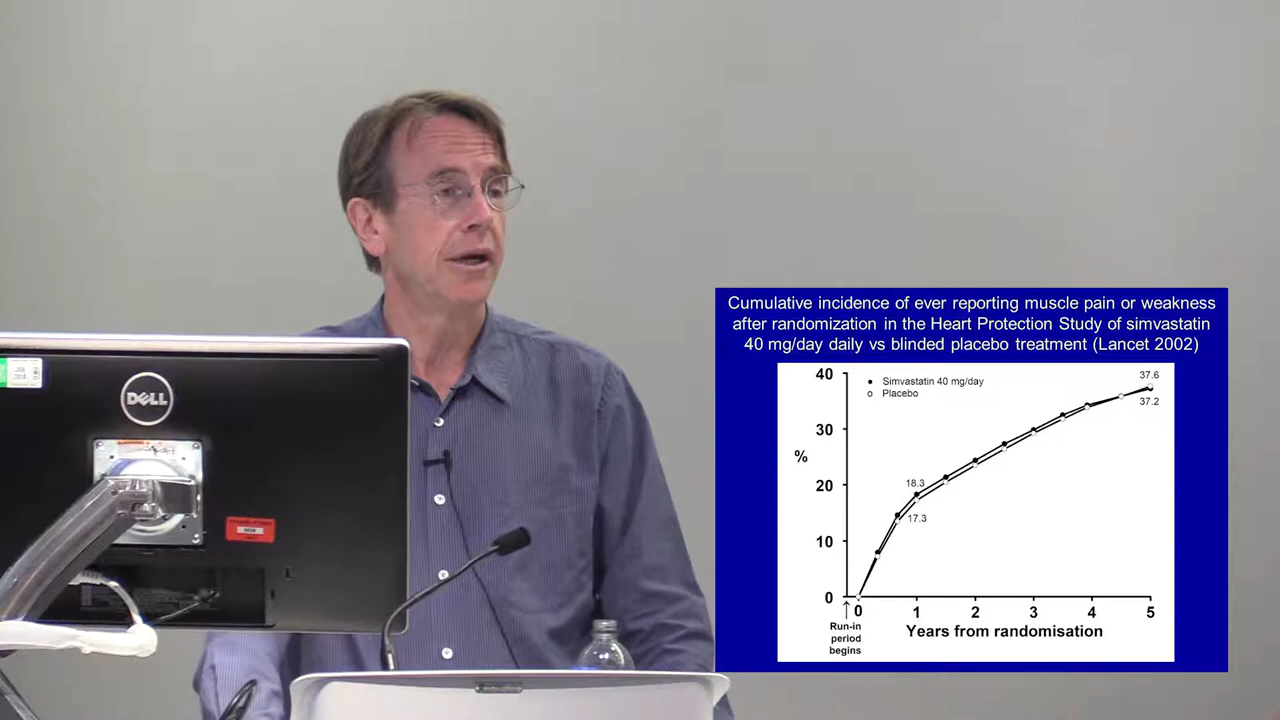 Cumulative incidence of ever reporting muscle pain or weakness
after randomization in the Heart Protection Study of simvastatin
40 mg/day daily vs blinded placebo treatment (Lancet 2002)
40
30
20
10
0
%
Simvastatin 40 mg/day
Placebo
37.6
37.2
18.3
17.3
0 1 2 3 4 5
Run-in
period
begins
Years from randomisation
DELL